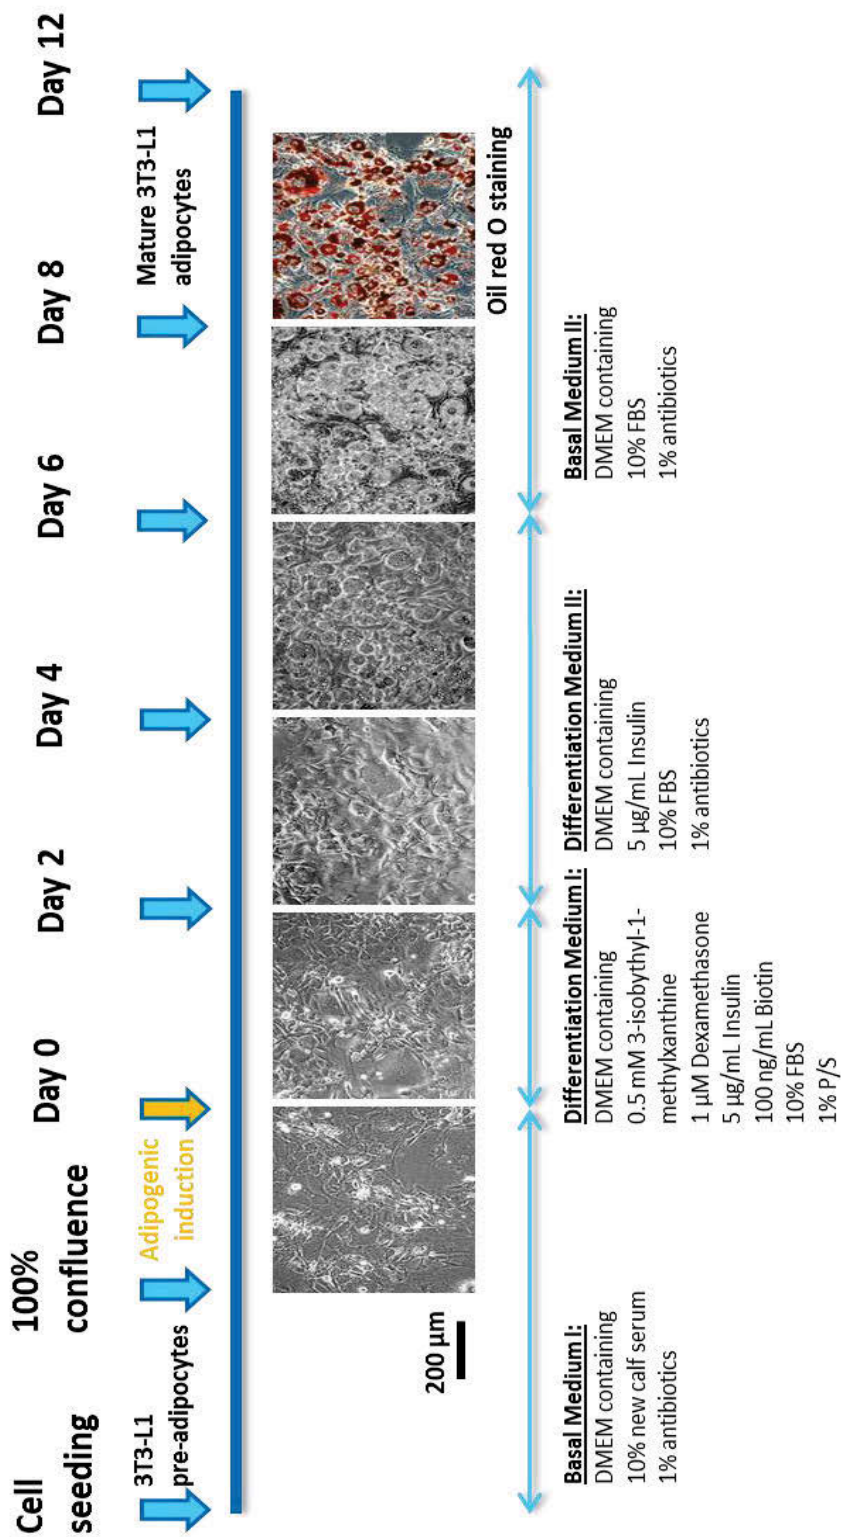 Cell
seeding
100%
confluence
Day 0
Day 2
Day 4
Day 6
Day 8
Day 12
3T3-L1
pre-adipocytes
Adipogenic
induction
Mature 3T3-L1
adipocytes
200 µm
Oil red O staining
Basal Medium I:
DMEM containing
10% new calf serum
1% antibiotics
Differentiation Medium I:
DMEM containing
0.5 mM 3-isobythyl-1-
methylxanthine
1 µM Dexamethasone
5 µg/mL Insulin
100 ng/mL Biotin
10% FBS
1% P/S
Differentiation Medium II:
DMEM containing
5 µg/mL Insulin
10% FBS
1% antibiotics
Basal Medium II:
DMEM containing
10% FBS
1% antibiotics